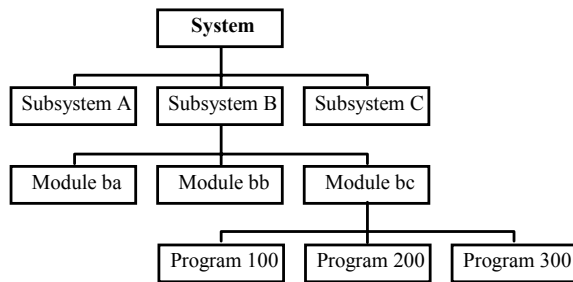 System
Subsystem A
Subsystem B
Subsystem C
Module ba
Module bb
Module bc
Program 100
Program 200
Program 300